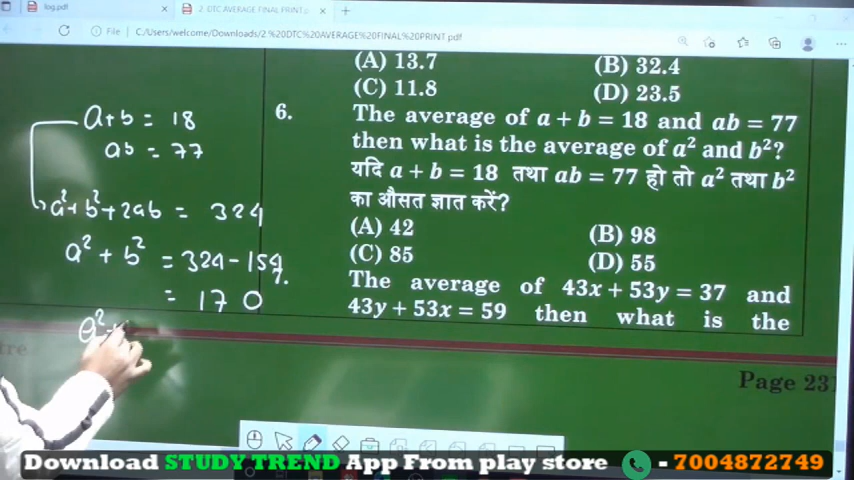 log.pdf
2. DTC AVERAGE FINAL PRINT.p
File | C:/Users/welcome/Downloads/2.%20DTC%20AVERAGE%20FINAL%20PRINT.pdf
(A) 13.7 (B) 32.4
(C) 11.8 (D) 23.5
6. The average of a + b = 18 and ab = 77
then what is the average of a² and b²?
यदि a + b = 18 तथा ab = 77 हो तो a² तथा b²
का औसत ज्ञात करें?
(A) 42 (B) 98
(C) 85 (D) 55
7. The average of 43x + 53y = 37 and
43y + 53x = 59 then what is the
a+b = 18
ab = 77
a²+b²+2ab = 324
a² + b² = 324-154
= 170
a²+
tre
Page 23
Download STUDY TREND App From play store - 7004872749